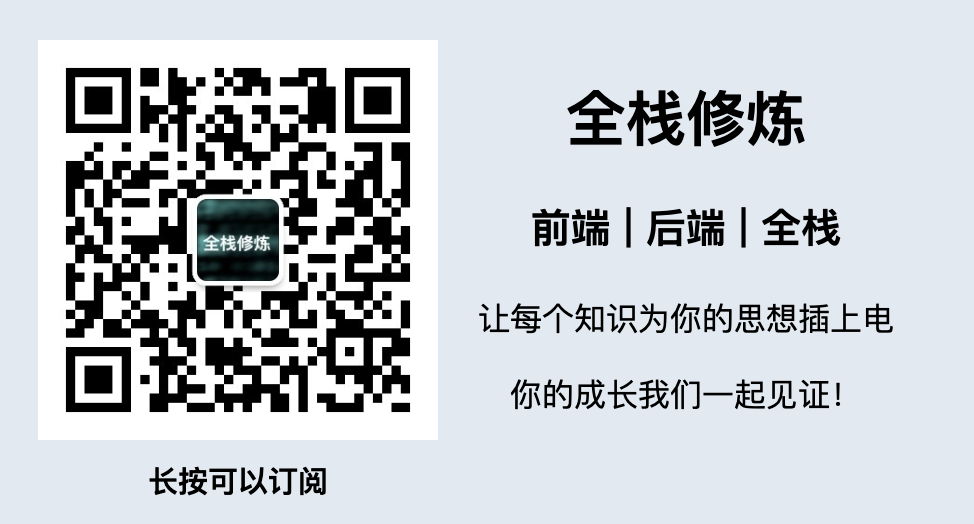 全栈修炼
前端 | 后端 | 全栈
让每个知识为你的思想插上电
你的成长我们一起见证!
全栈修炼
长按可以订阅